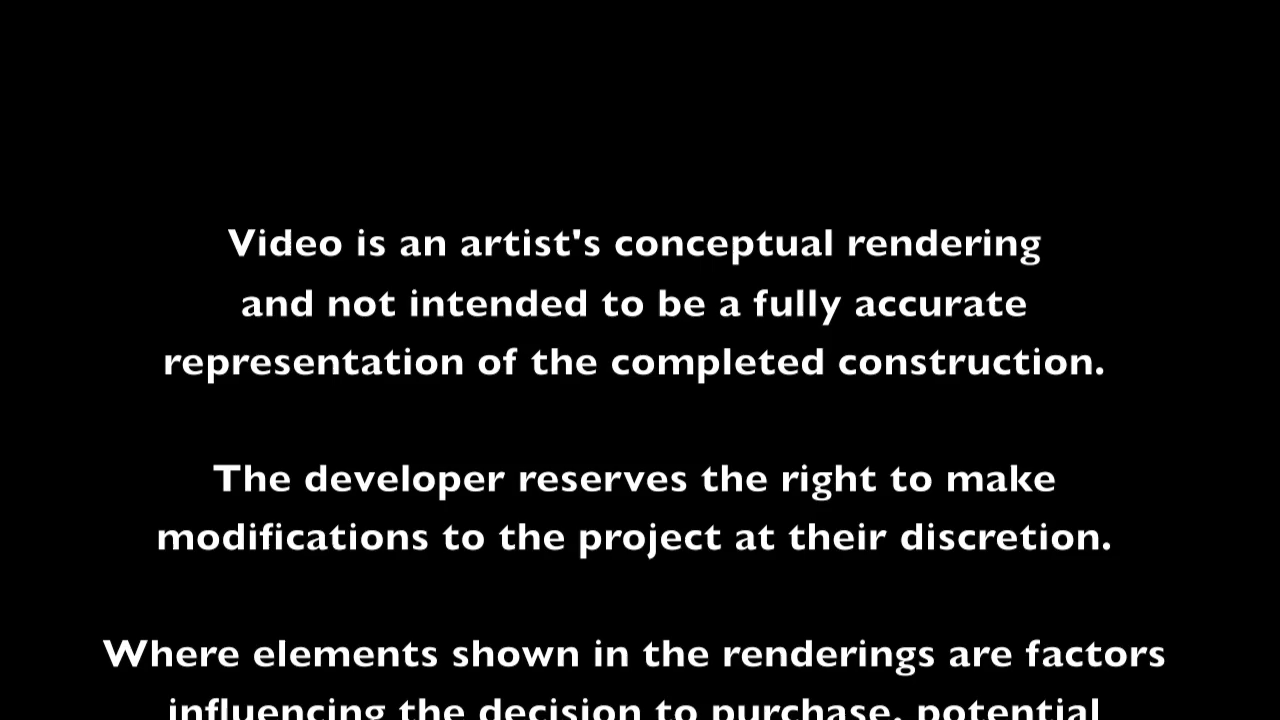 Video is an artist's conceptual rendering
and not intended to be a fully accurate
representation of the completed construction.
The developer reserves the right to make
modifications to the project at their discretion.
Where elements shown in the renderings are factors
influencing the decision to purchase, potential